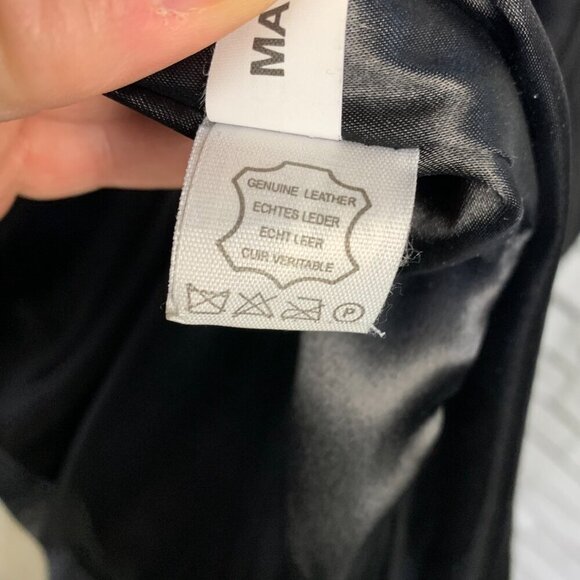 MA
GENUINE LEATHER
ECHTES LEDER
ECHT LEER
CUIR VERITABLE
P